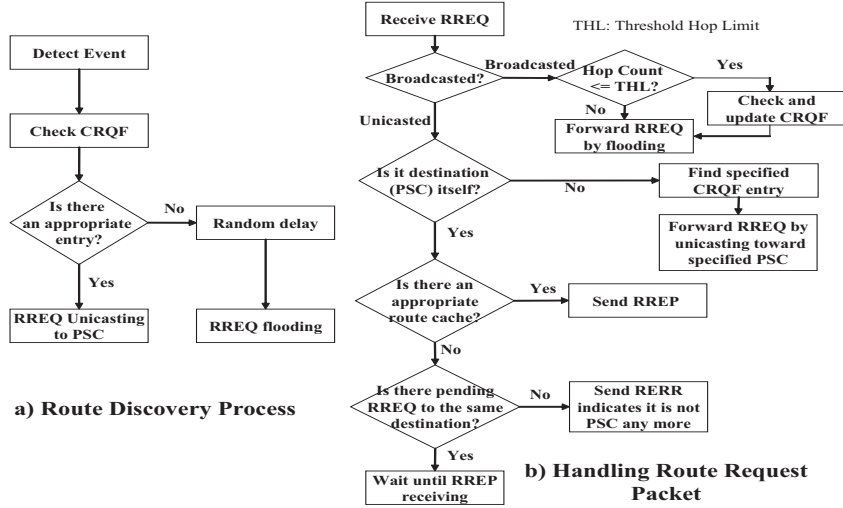 Detect Event
Check CRQF
Is there
an appropriate
entry?
No
Random delay
Yes
RREQ Unicasting
to PSC
RREQ flooding
a) Route Discovery Process
Receive RREQ
THL: Threshold Hop Limit
Broadcasted?
Broadcasted
Hop Count
<= THL?
Yes
Check and
update CRQF
No
Forward RREQ
by flooding
Unicasted
Is it destination
(PSC) itself?
No
Find specified
CRQF entry
Forward RREQ by
unicasting toward
specified PSC
Yes
Is there an
appropriate
route cache?
Yes
Send RREP
No
Is there pending
RREQ to the same
destination?
No
Send RERR
indicates it is not
PSC any more
Yes
Wait until RREP
receiving
b) Handling Route Request
Packet